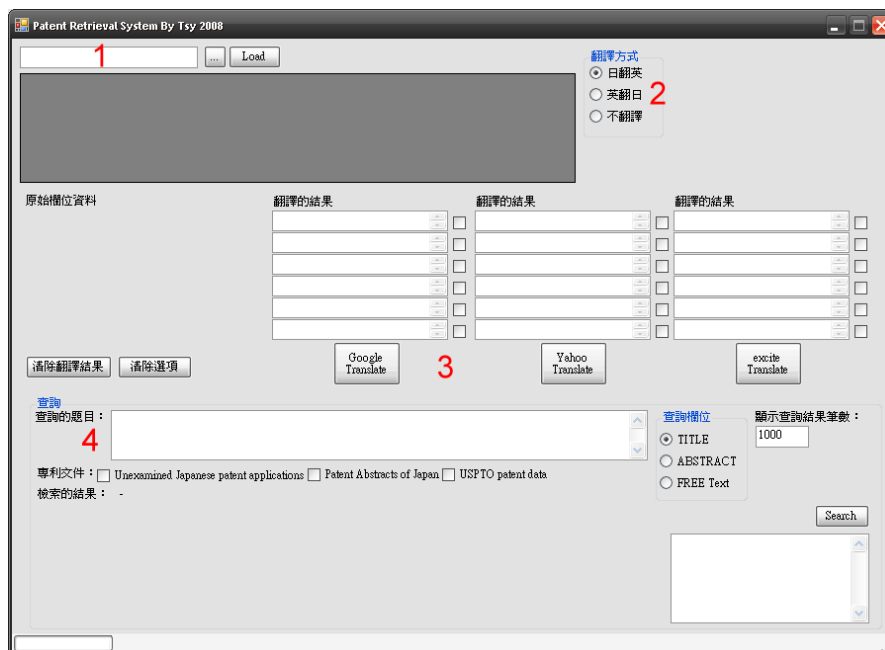 Patent Retrieval System By Tsy 2008
1
... Load
翻譯方式
日翻英
英翻日
2
不翻譯
原始欄位資料 翻譯的結果 翻譯的結果 翻譯的結果
清除翻譯結果 清除選項
Google
Translate
3
Yahoo
Translate
excite
Translate
查詢
查詢的題目：
4
查詢欄位
TITLE
ABSTRACT
FREE Text
顯示查詢結果筆數：
1000
專利文件： Unexamined Japanese patent applications Patent Abstracts of Japan USPTO patent data
檢索的結果： -
Search